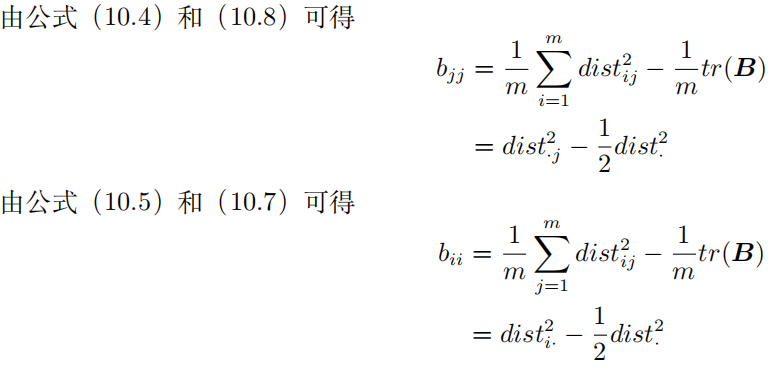 由公式（10.4）和（10.8）可得
$b_{jj} = \frac{1}{m} \sum_{i=1}^{m} dist_{ij}^{2} - \frac{1}{m} tr(\boldsymbol{B})$
$= dist_{\cdot j}^{2} - \frac{1}{2} dist_{\cdot}^{2}$
由公式（10.5）和（10.7）可得
$b_{ii} = \frac{1}{m} \sum_{j=1}^{m} dist_{ij}^{2} - \frac{1}{m} tr(\boldsymbol{B})$
$= dist_{i\cdot}^{2} - \frac{1}{2} dist_{\cdot}^{2}$